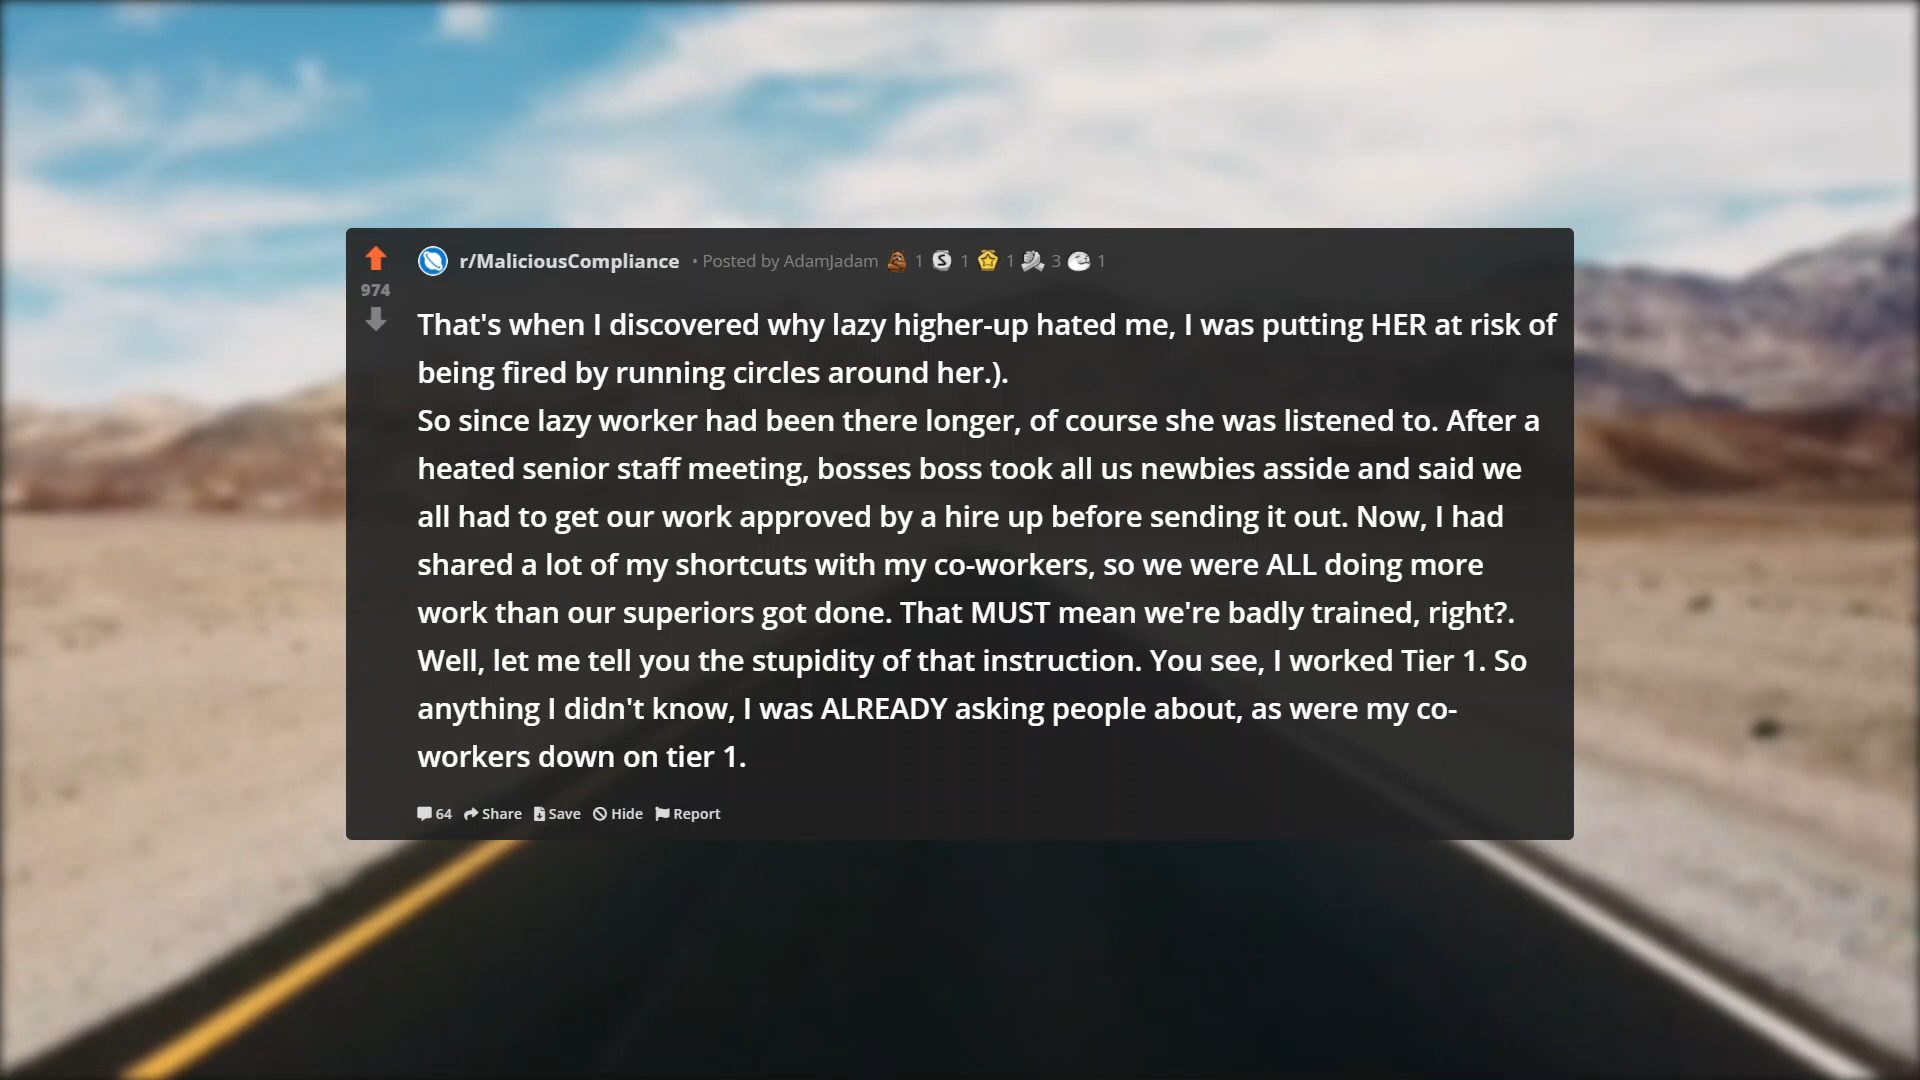 r/MaliciousCompliance • Posted by AdamJadam 1 1 1 3 1
974
That's when I discovered why lazy higher-up hated me, I was putting HER at risk of
being fired by running circles around her.).
So since lazy worker had been there longer, of course she was listened to. After a
heated senior staff meeting, bosses boss took all us newbies asside and said we
all had to get our work approved by a hire up before sending it out. Now, I had
shared a lot of my shortcuts with my co-workers, so we were ALL doing more
work than our superiors got done. That MUST mean we're badly trained, right?.
Well, let me tell you the stupidity of that instruction. You see, I worked Tier 1. So
anything I didn't know, I was ALREADY asking people about, as were my co-
workers down on tier 1.
64 Share Save Hide Report